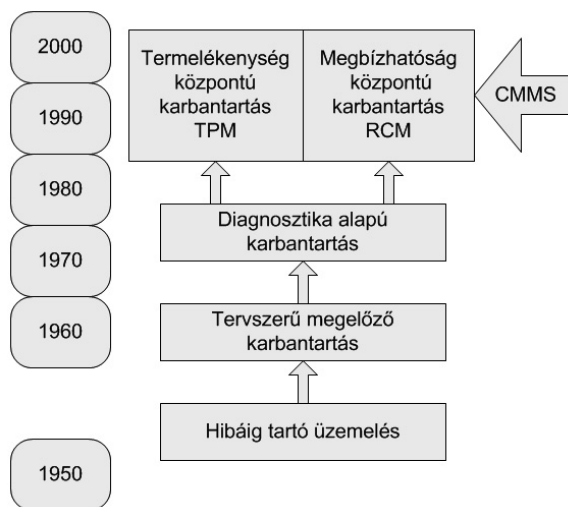 2000
1990
1980
1970
1960
1950
Termelékenység
központú
karbantartás
TPM
Megbízhatóság
központú
karbantartás
RCM
CMMS
Diagnosztika alapú
karbantartás
Tervszerű megelőző
karbantartás
Hibáig tartó üzemelés